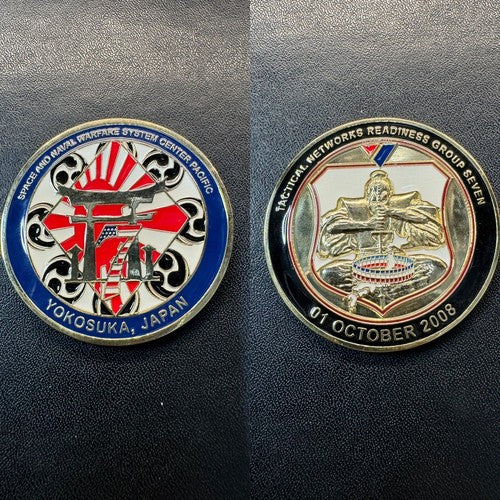 SPACE AND NAVAL WARFARE SYSTEM CENTER PACIFIC
YOKOSUKA, JAPAN
TACTICAL NETWORKS READINESS GROUP SEVEN
01 OCTOBER 2008